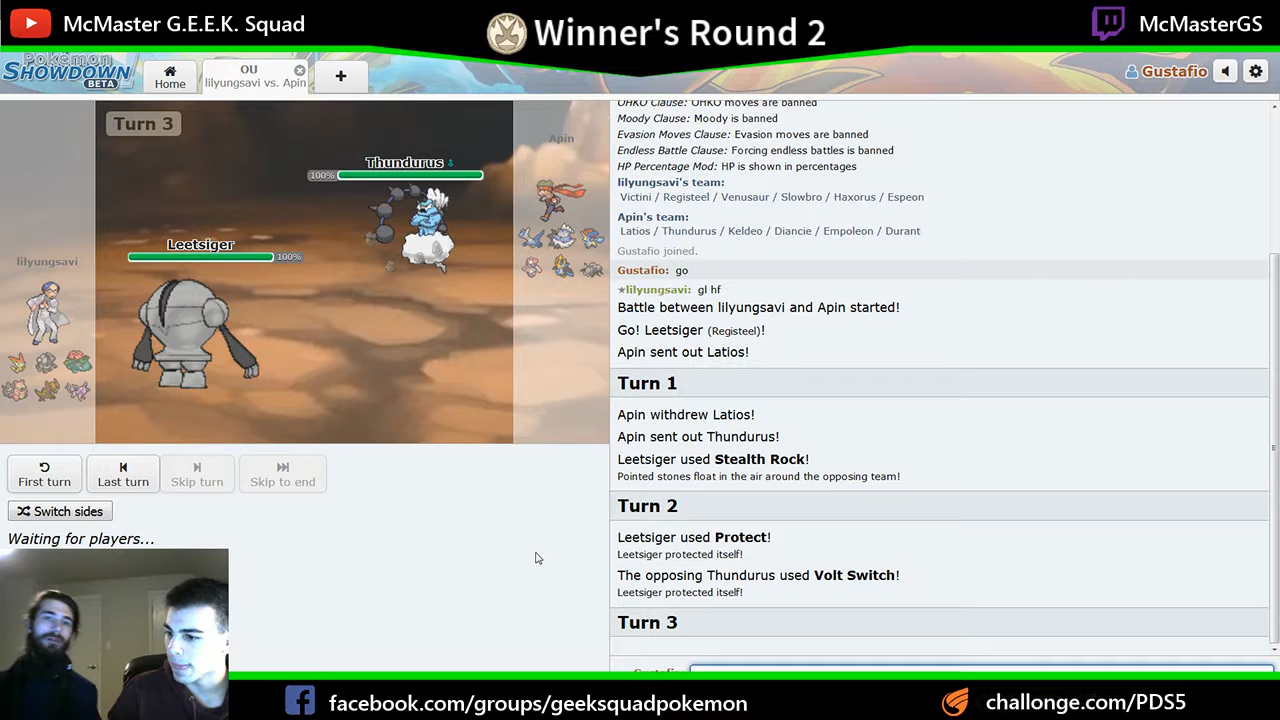 McMaster G.E.E.K. Squad
Winner's Round 2
McMasterGS
Pokémon
SHOWDOWN
BETA
Home
OU
lilyungsavi vs. Apin
+
Gustafio
Turn 3
Thundurus
100%
Leetsiger
100%
lilyungsavi
Apin
OHKO Clause: OHKO moves are banned
Moody Clause: Moody is banned
Evasion Moves Clause: Evasion moves are banned
Endless Battle Clause: Forcing endless battles is banned
HP Percentage Mod: HP is shown in percentages
lilyungsavi's team:
Victini / Registeel / Venusaur / Slowbro / Haxorus / Espeon
Apin's team:
Latios / Thundurus / Keldeo / Diancie / Empoleon / Durant
Gustafio joined.
Gustafio: go
★lilyungsavi: gl hf
Battle between lilyungsavi and Apin started!
Go! Leetsiger (Registeel)!
Apin sent out Latios!
Turn 1
Apin withdrew Latios!
Apin sent out Thundurus!
Leetsiger used Stealth Rock!
Pointed stones float in the air around the opposing team!
Turn 2
Leetsiger used Protect!
Leetsiger protected itself!
The opposing Thundurus used Volt Switch!
Leetsiger protected itself!
Turn 3
First turn
Last turn
Skip turn
Skip to end
Switch sides
Waiting for players...
facebook.com/groups/geeksquadpokemon
challonge.com/PDS5